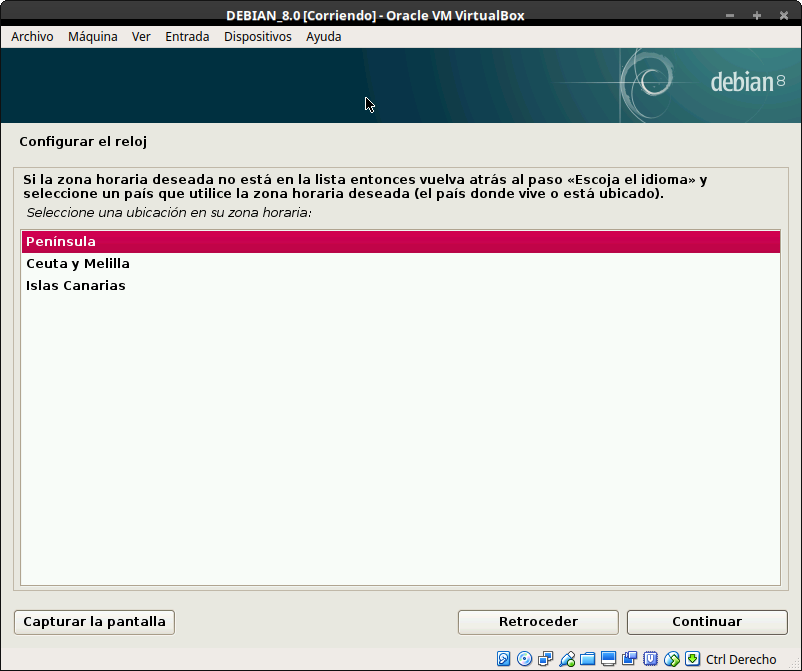 DEBIAN_8.0 [Corriendo] - Oracle VM VirtualBox
Archivo Máquina Ver Entrada Dispositivos Ayuda
debian 8
Configurar el reloj
Si la zona horaria deseada no está en la lista entonces vuelva atrás al paso «Escoja el idioma» y
seleccione un país que utilice la zona horaria deseada (el país donde vive o está ubicado).
Seleccione una ubicación en su zona horaria:
Península
Ceuta y Melilla
Islas Canarias
Capturar la pantalla Retroceder Continuar
Ctrl Derecho